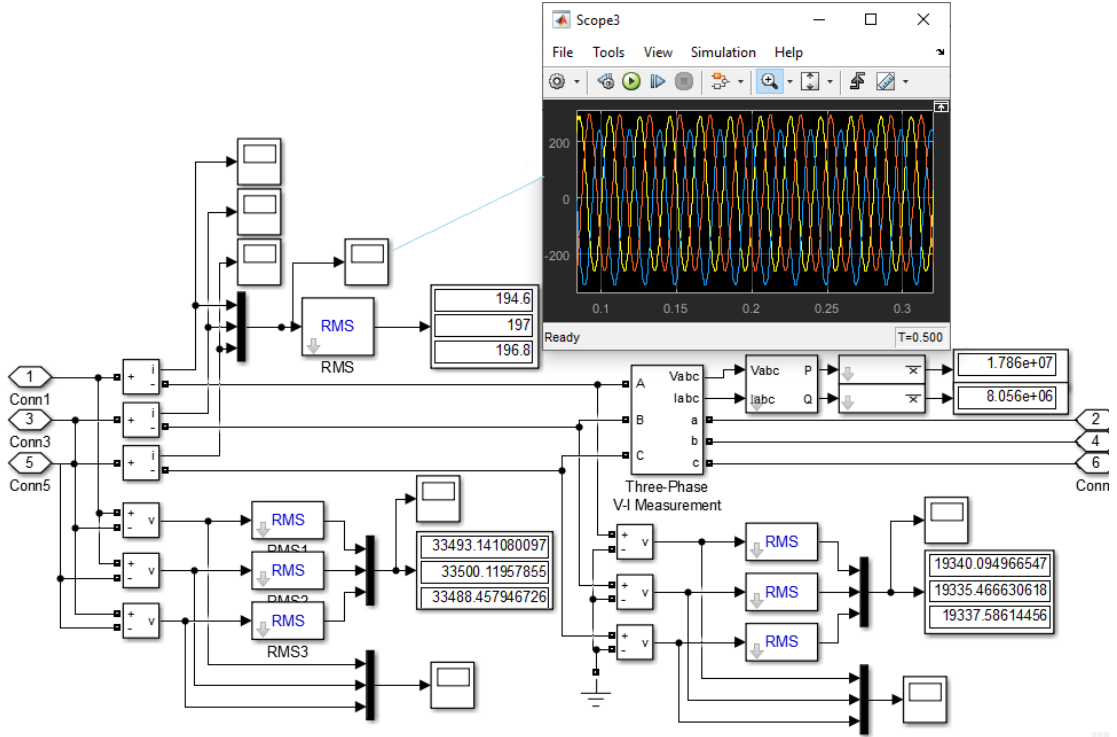 Scope3
File Tools View Simulation Help
200
0
-200
0.1 0.15 0.2 0.25 0.3
Ready T=0.500
RMS
RMS
194.6
197
196.8
1
Conn1
3
Conn3
5
Conn5
+ i
-
+ i
-
+ i
-
A Vabc
Iabc
B a
b
C c
Three-Phase
V-I Measurement
Vabc P
Iabc Q
1.786e+07
8.056e+06
2
4
6
Conn
+ v
-
+ v
-
+ v
-
RMS
RMS1
RMS
RMS2
RMS
RMS3
33493.141080097
33500.11957855
33488.457946726
+ v
-
+ v
-
+ v
-
RMS
RMS
RMS
19340.094966547
19335.466630618
19337.58614456